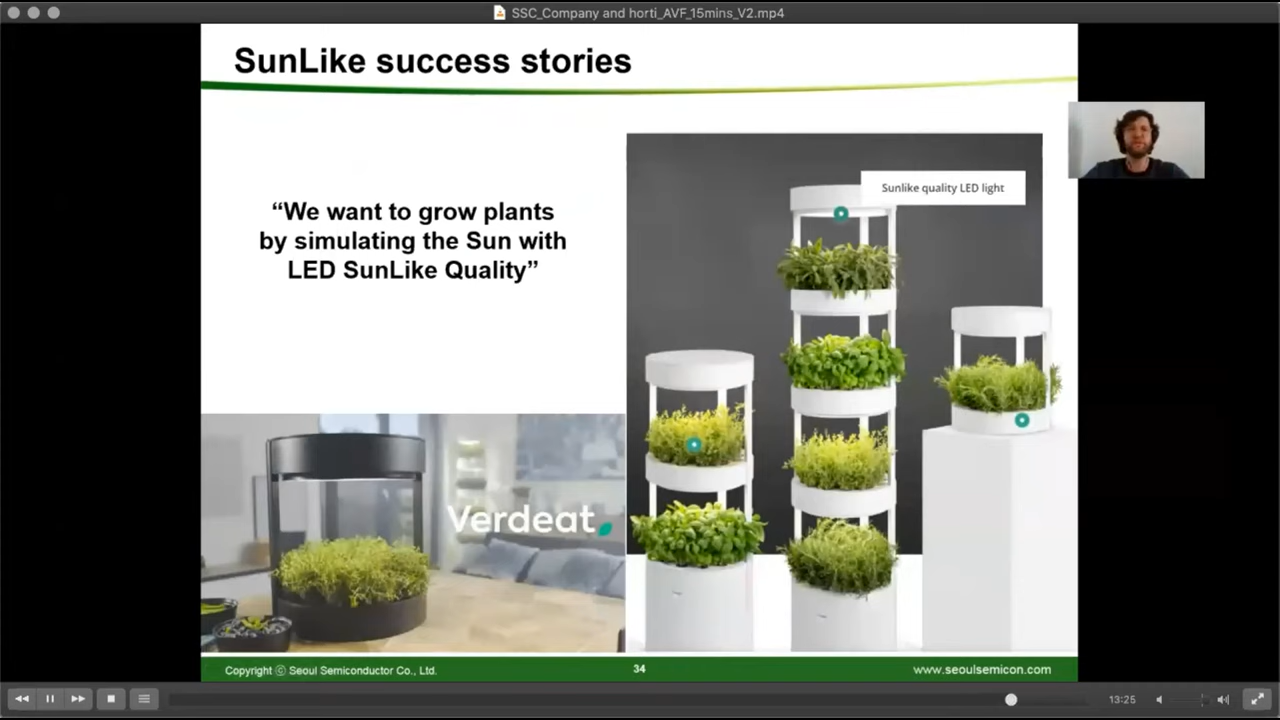 SSC_Company and horti_AVF_15mins_V2.mp4
SunLike success stories
Sunlike quality LED light
“We want to grow plants
by simulating the Sun with
LED SunLike Quality”
Verdeat
Copyright ⓒ Seoul Semiconductor Co., Ltd.
34
www.seoulsemicon.com
13:25